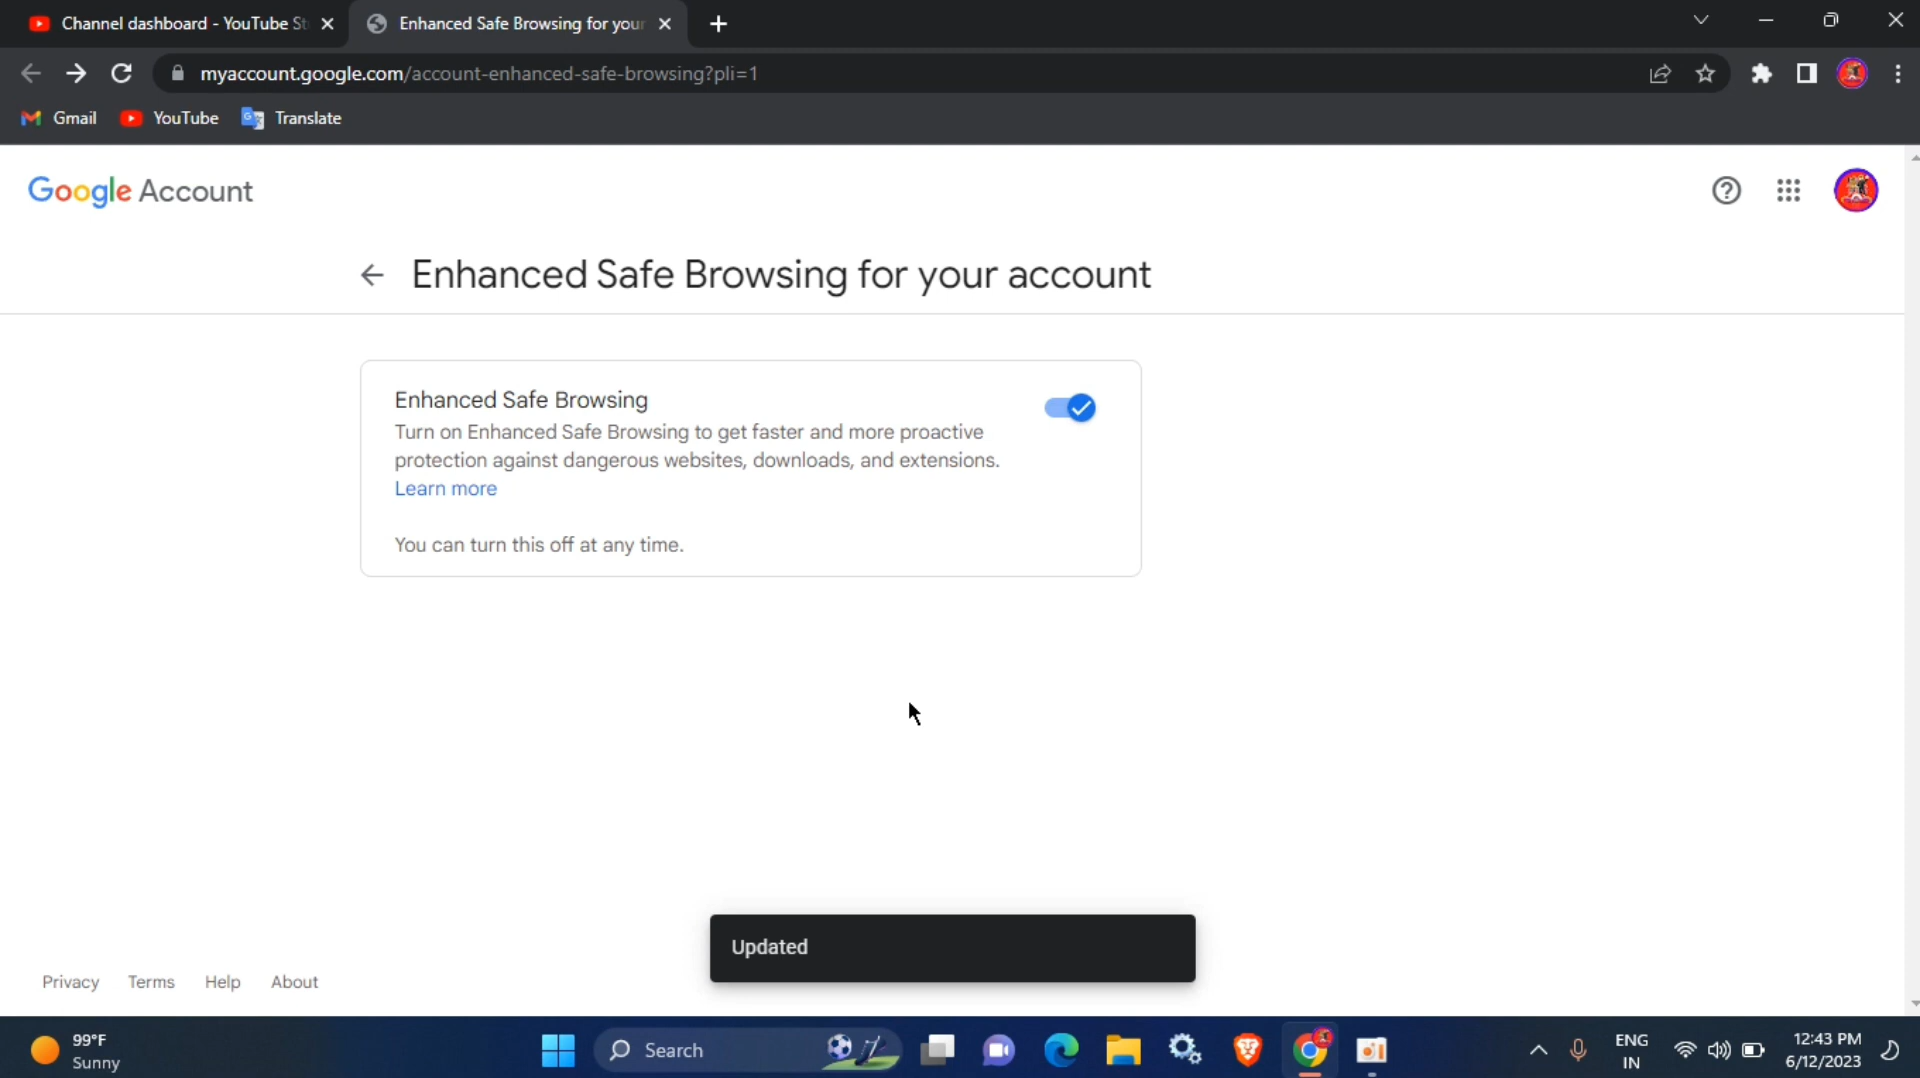 Channel dashboard - YouTube St
Enhanced Safe Browsing for your
myaccount.google.com/account-enhanced-safe-browsing?pli=1
Gmail
YouTube
Translate
Google Account
Enhanced Safe Browsing for your account
Enhanced Safe Browsing
Turn on Enhanced Safe Browsing to get faster and more proactive
protection against dangerous websites, downloads, and extensions.
Learn more
You can turn this off at any time.
Updated
Privacy
Terms
Help
About
99°F
Sunny
Search
ENG
IN
12:43 PM
6/12/2023